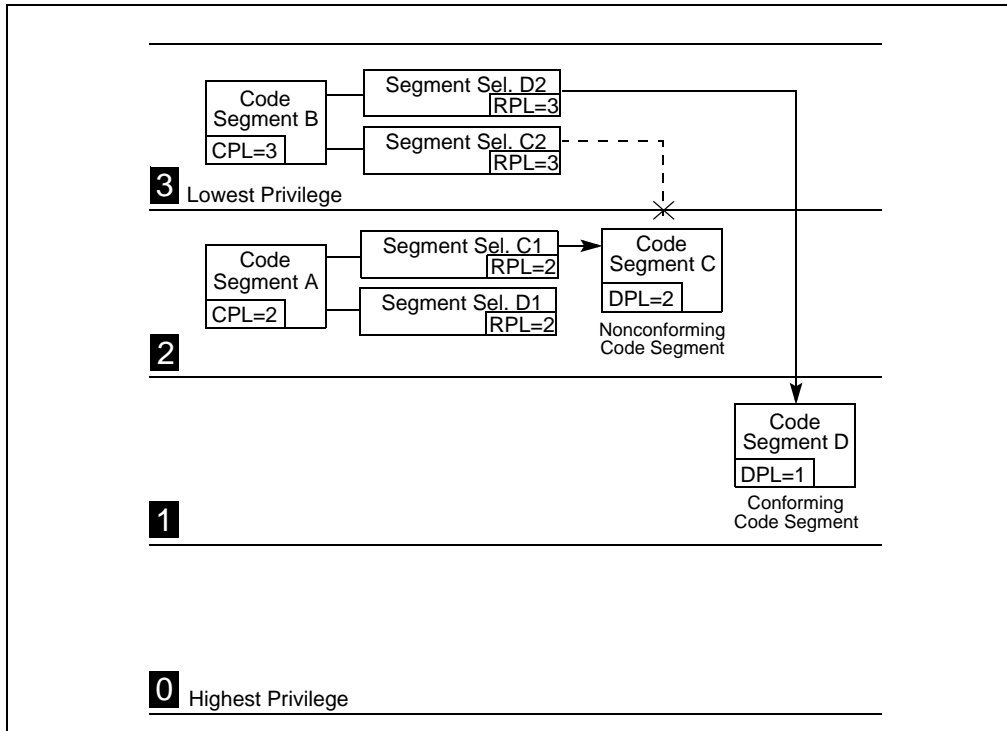 Code
Segment B
CPL=3
Segment Sel. D2
RPL=3
Segment Sel. C2
RPL=3
3 Lowest Privilege
Code
Segment A
CPL=2
Segment Sel. C1
RPL=2
Segment Sel. D1
RPL=2
Code
Segment C
DPL=2
Nonconforming
Code Segment
2
Code
Segment D
DPL=1
Conforming
Code Segment
1
0 Highest Privilege